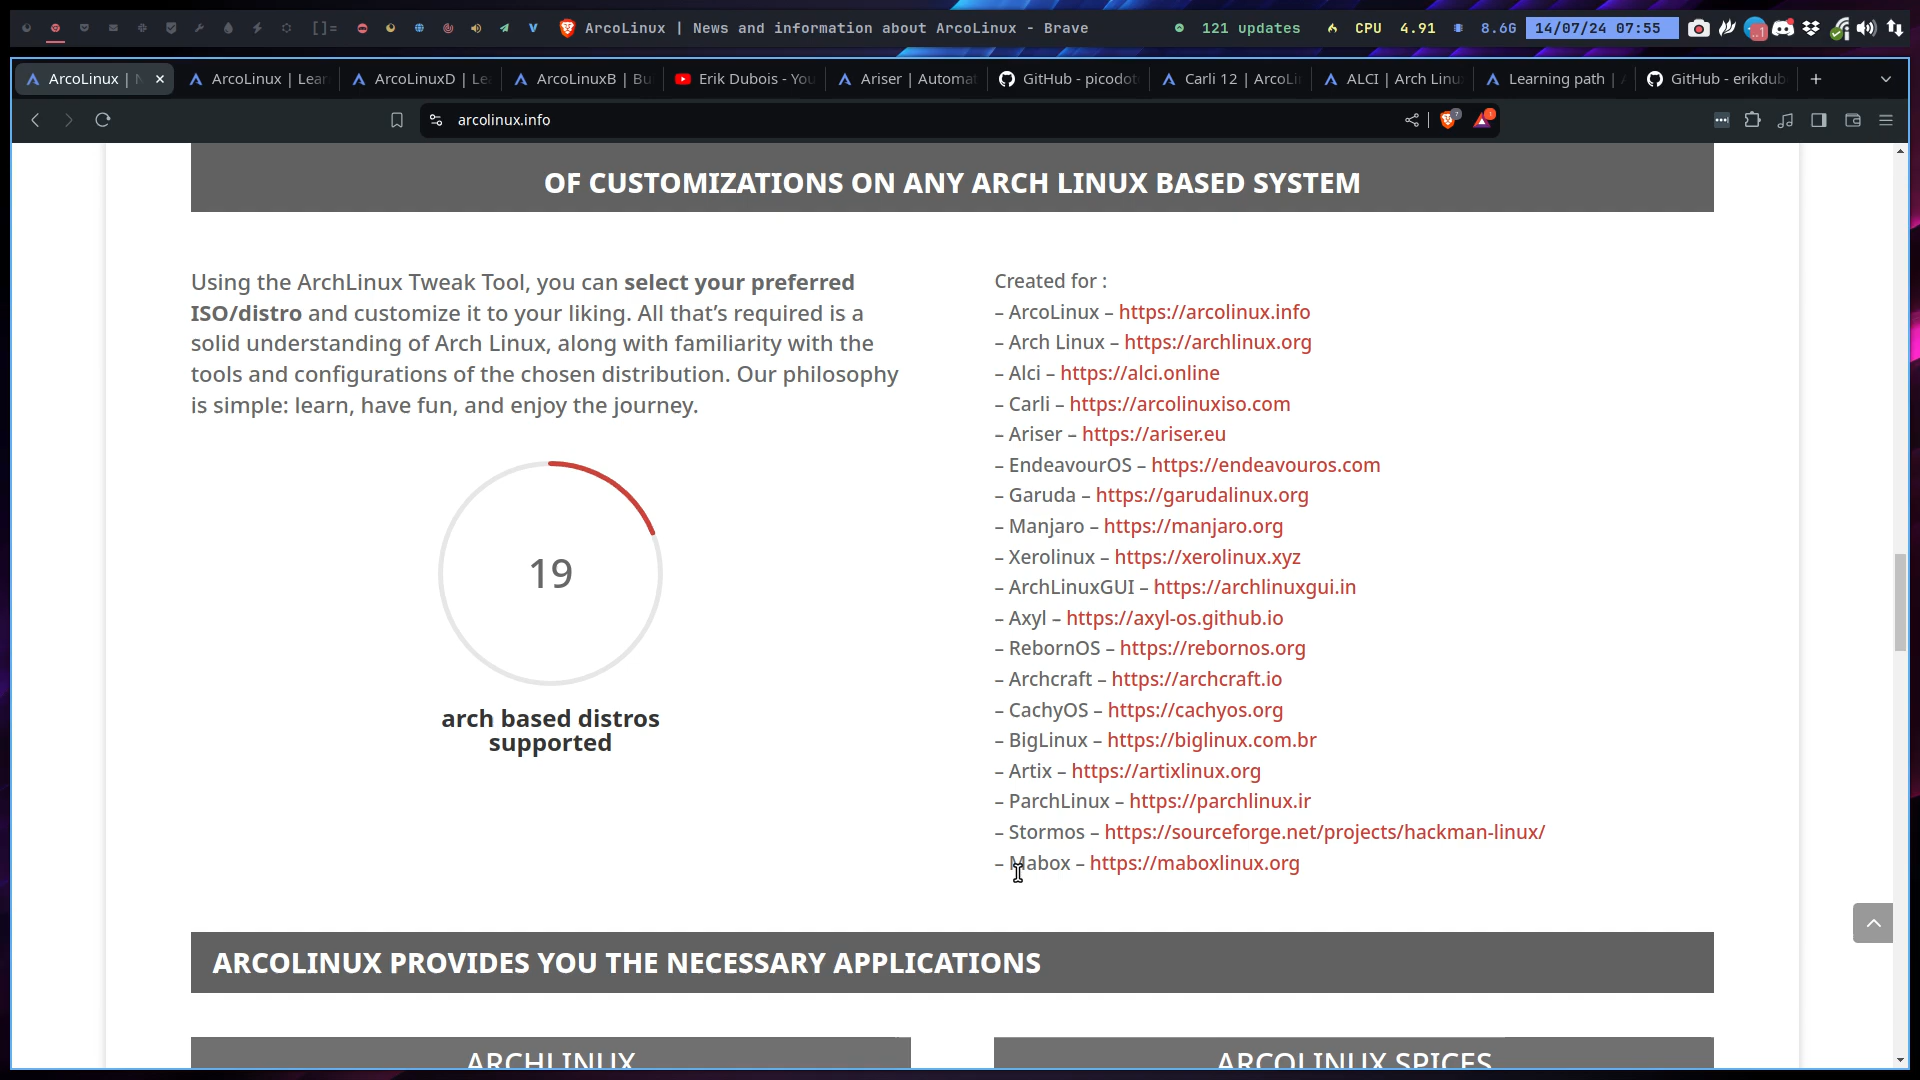 []=
V
ArcoLinux | News and information about ArcoLinux - Brave
121 updates
CPU 4.91
8.6G
14/07/24 07:55
ArcoLinux |
ArcoLinux | Lear
ArcoLinuxD | Le
ArcoLinuxB | Bu
Erik Dubois - You
Ariser | Automat
GitHub - picodot
Carli 12 | ArcoLi
ALCI | Arch Linu
Learning path |
GitHub - erikdub
arcolinux.info
OF CUSTOMIZATIONS ON ANY ARCH LINUX BASED SYSTEM
Using the ArchLinux Tweak Tool, you can select your preferred
ISO/distro and customize it to your liking. All that’s required is a
solid understanding of Arch Linux, along with familiarity with the
tools and configurations of the chosen distribution. Our philosophy
is simple: learn, have fun, and enjoy the journey.
19
arch based distros
supported
Created for :
– ArcoLinux – https://arcolinux.info
– Arch Linux – https://archlinux.org
– Alci – https://alci.online
– Carli – https://arcolinuxiso.com
– Ariser – https://ariser.eu
– EndeavourOS – https://endeavouros.com
– Garuda – https://garudalinux.org
– Manjaro – https://manjaro.org
– Xerolinux – https://xerolinux.xyz
– ArchLinuxGUI – https://archlinuxgui.in
– Axyl – https://axyl-os.github.io
– RebornOS – https://rebornos.org
– Archcraft – https://archcraft.io
– CachyOS – https://cachyos.org
– BigLinux – https://biglinux.com.br
– Artix – https://artixlinux.org
– ParchLinux – https://parchlinux.ir
– Stormos – https://sourceforge.net/projects/hackman-linux/
– Mabox – https://maboxlinux.org
ARCOLINUX PROVIDES YOU THE NECESSARY APPLICATIONS
ARCHLINUX
ARCOLINUX SPICES